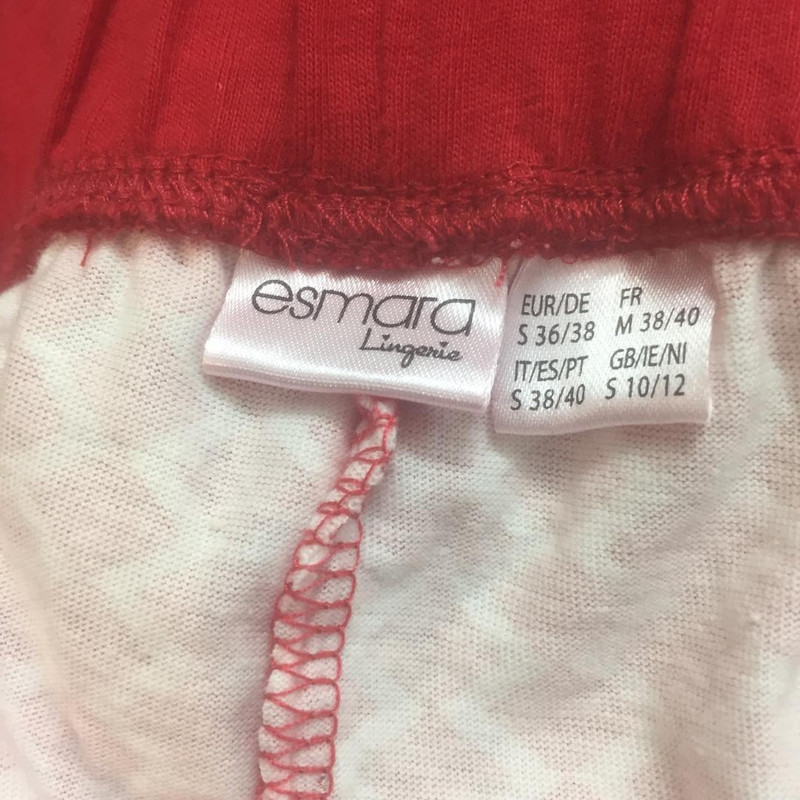 esmara
Lingerie
EUR/DE FR
S 36/38 M 38/40
IT/ES/PT GB/IE/NI
S 38/40 S 10/12